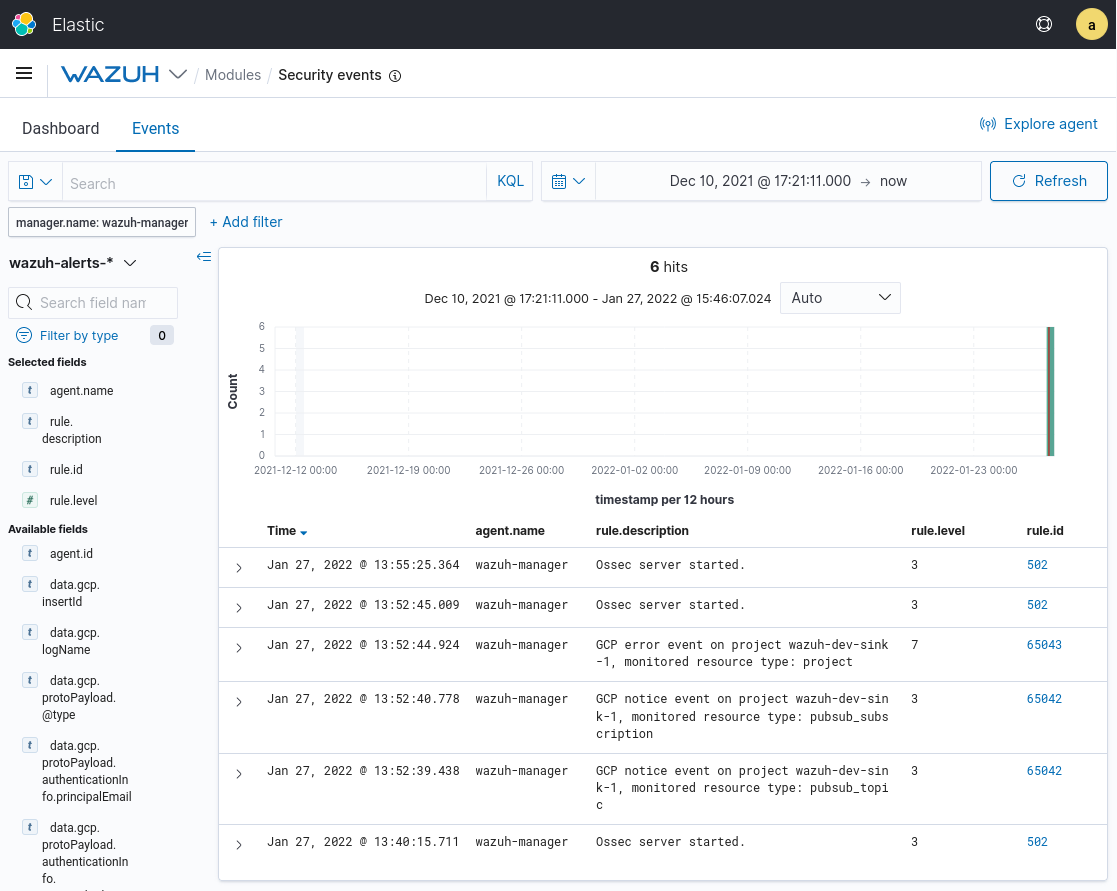 Elastic
a
WAZUH / Modules / Security events
Dashboard
Events
Explore agent
Search
KQL
Dec 10, 2021 @ 17:21:11.000 → now
Refresh
manager.name: wazuh-manager
+ Add filter
wazuh-alerts-*
Search field nam
Filter by type
0
Selected fields
t agent.name
t rule.
description
t rule.id
# rule.level
Available fields
t agent.id
t data.gcp.
insertId
t data.gcp.
logName
t data.gcp.
protoPayload.
@type
t data.gcp.
protoPayload.
authenticationIn
fo.principalEmail
t data.gcp.
protoPayload.
authenticationIn
fo.
6 hits
Dec 10, 2021 @ 17:21:11.000 - Jan 27, 2022 @ 15:46:07.024
Auto
Count
6
5
4
3
2
1
0
2021-12-12 00:00
2021-12-19 00:00
2021-12-26 00:00
2022-01-02 00:00
2022-01-09 00:00
2022-01-16 00:00
2022-01-23 00:00
timestamp per 12 hours
Time agent.name rule.description rule.level rule.id
Jan 27, 2022 @ 13:55:25.364 wazuh-manager Ossec server started. 3 502
Jan 27, 2022 @ 13:52:45.009 wazuh-manager Ossec server started. 3 502
Jan 27, 2022 @ 13:52:44.924 wazuh-manager GCP error event on project wazuh-dev-sink 7 65043
-1, monitored resource type: project
Jan 27, 2022 @ 13:52:40.778 wazuh-manager GCP notice event on project wazuh-dev-sin 3 65042
k-1, monitored resource type: pubsub_subs
cription
Jan 27, 2022 @ 13:52:39.438 wazuh-manager GCP notice event on project wazuh-dev-sin 3 65042
k-1, monitored resource type: pubsub_topi
c
Jan 27, 2022 @ 13:40:15.711 wazuh-manager Ossec server started. 3 502